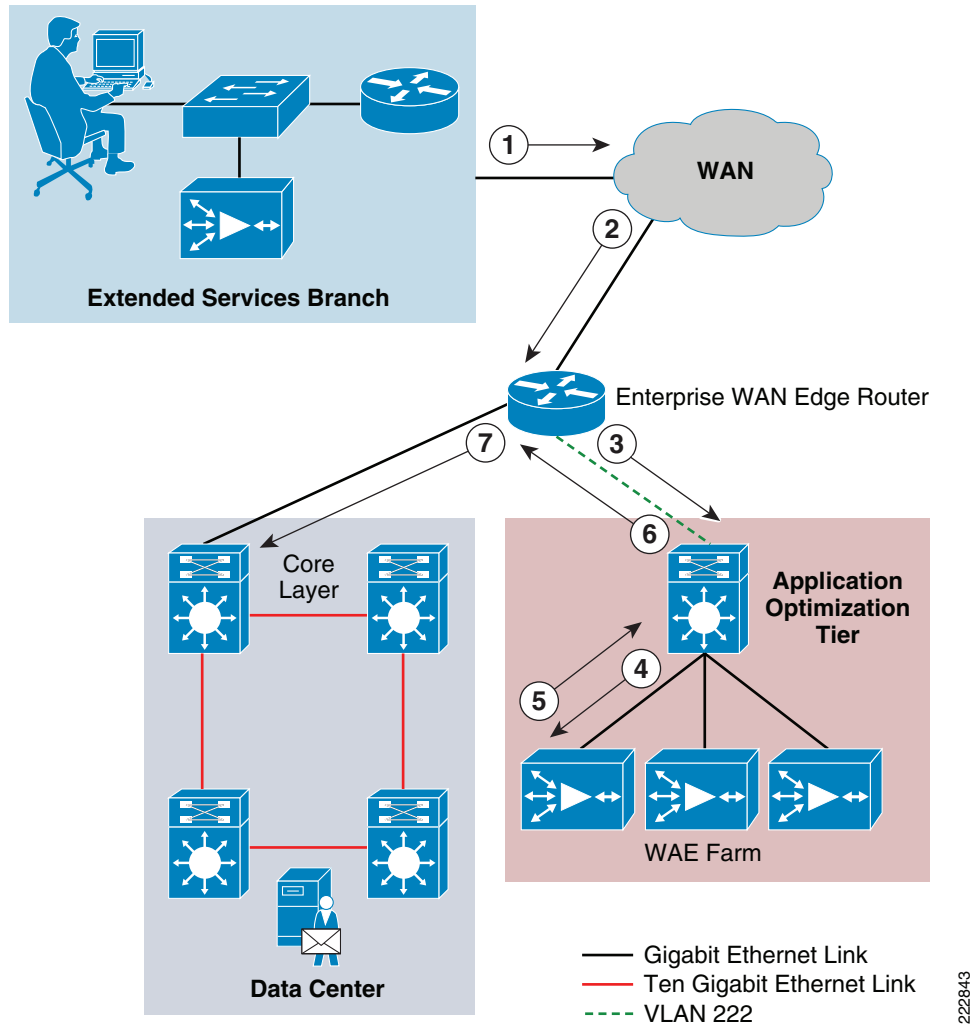 1
WAN
2
Extended Services Branch
Enterprise WAN Edge Router
3
7
6
Core
Layer
Application
Optimization
Tier
4
5
WAE Farm
Data Center
Gigabit Ethernet Link
Ten Gigabit Ethernet Link
VLAN 222
222843